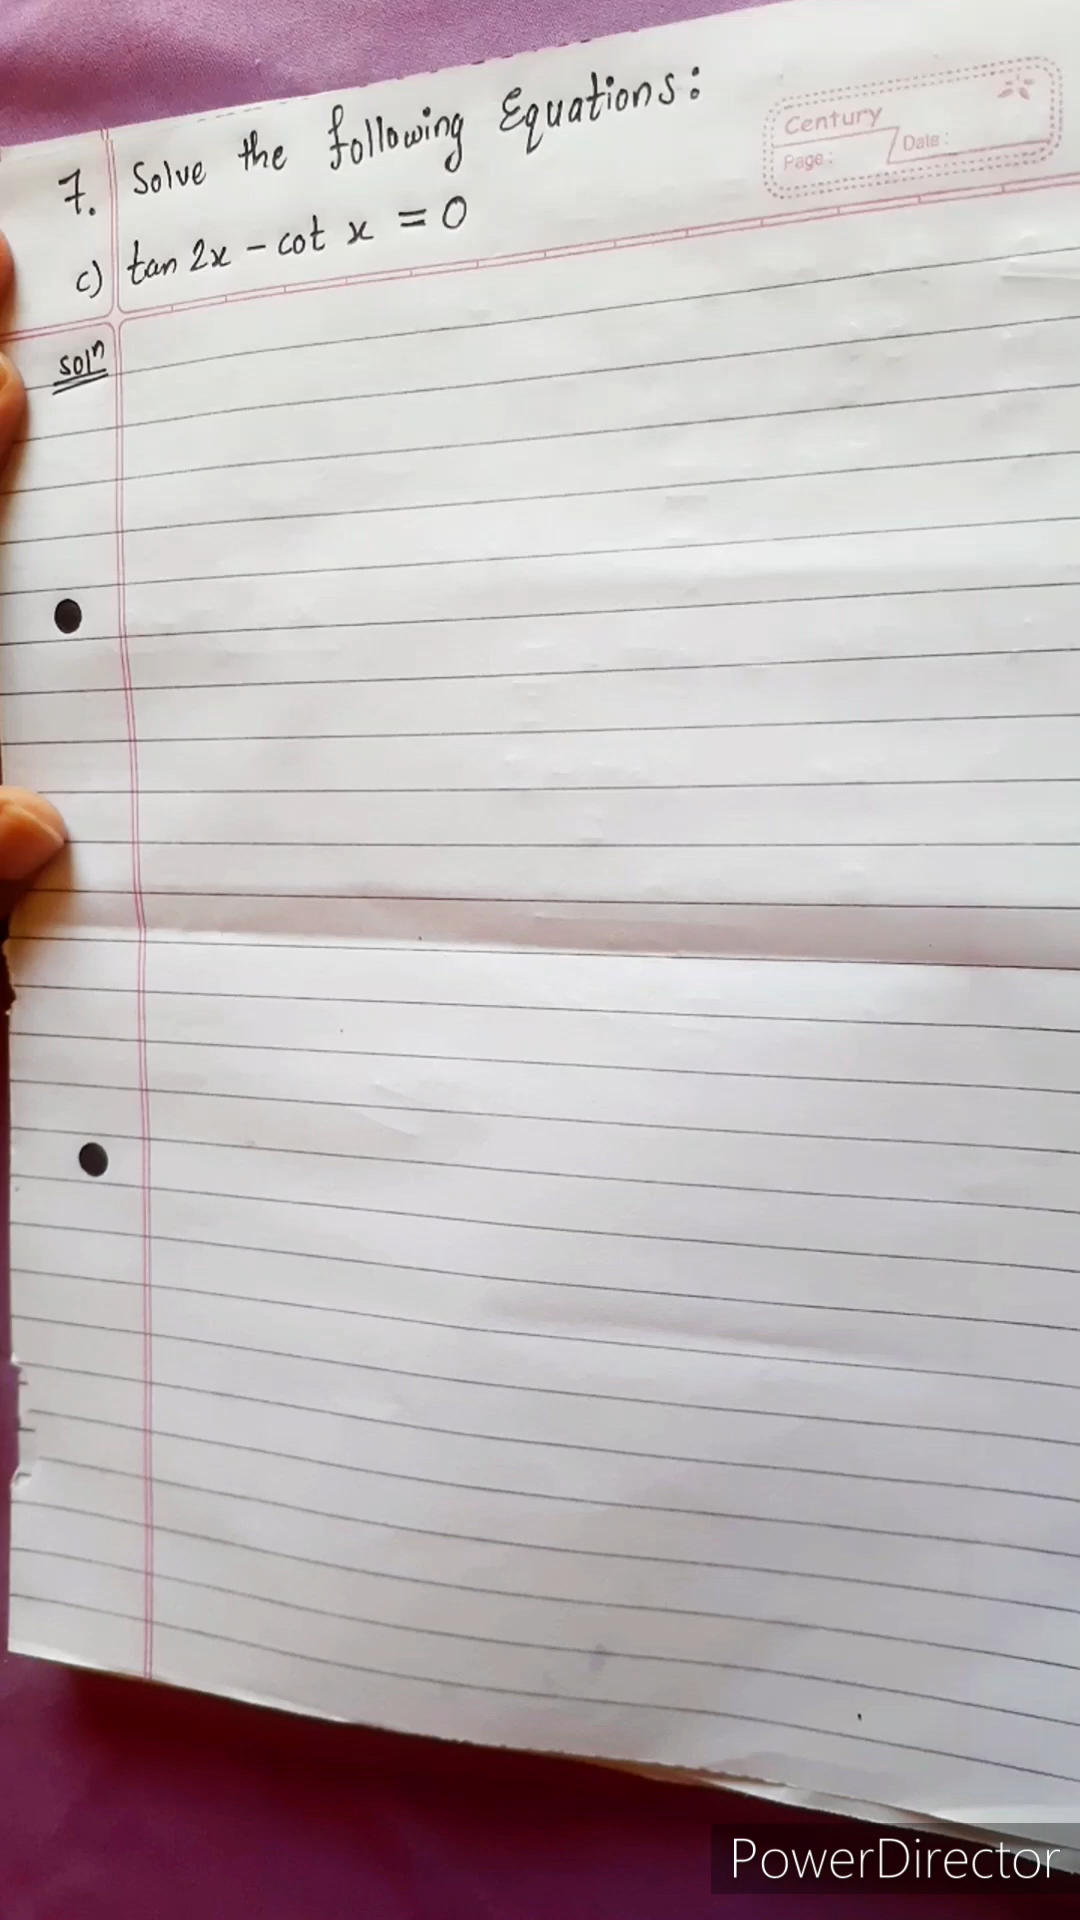 7. Solve the following Equations:
c) tan 2x - cot x = 0
Solⁿ
Century
Page :
Date :
PowerDirector